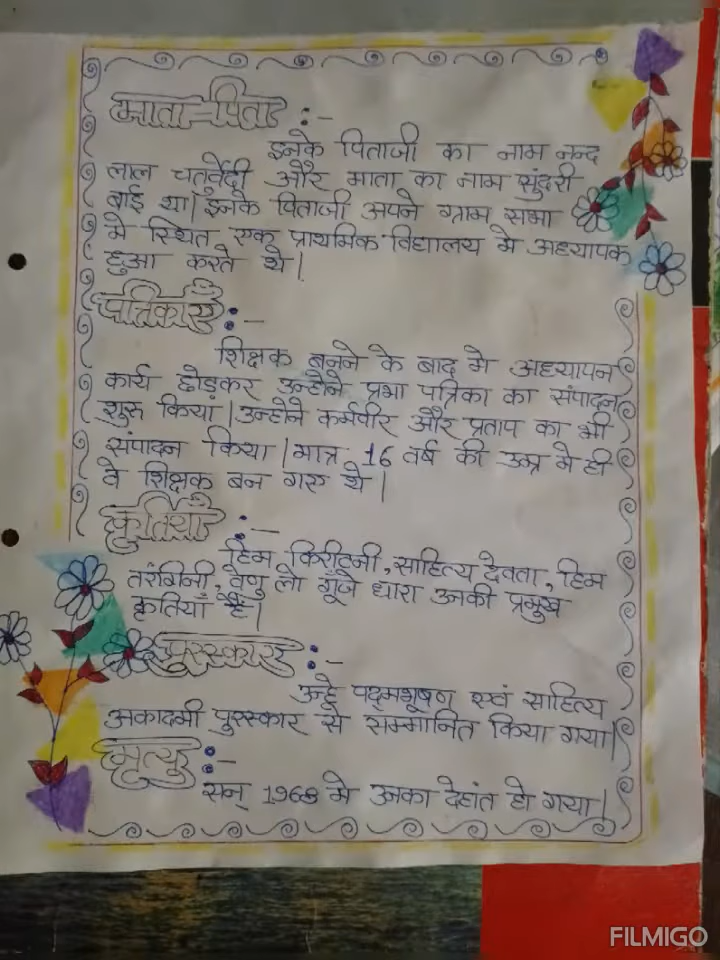 माता-पिता :-
इनके पिताजी का नाम नन्द
लाल चतुर्वेदी और माता का नाम सुंदरी
बाई था। इनके पिताजी अपने ग्राम सभा
मे स्थित एक प्राथमिक विद्यालय मे अध्यापक
हुआ करते थे।
पत्रिकाएँ :-
शिक्षक बनने के बाद मे अध्यापन
कार्य छोड़कर उन्होने प्रभा पत्रिका का संपादन
शुरू किया। उन्होने कर्मवीर और प्रताप का भी
संपादन किया। मात्र 16 वर्ष की उम्र मे ही
वे शिक्षक बन गए थे।
कृतियाँ :-
हिम किरीटनी, साहित्य देवता, हिम
तरंगिनी, वेणु लो गूँजे धारा उनकी प्रमुख
कृतियाँ है।
पुरस्कार :-
उन्हे पद्मभूषण एवं साहित्य
अकादमी पुरस्कार से सम्मानित किया गया।
मृत्यु :-
सन् 1968 मे उनका देहांत हो गया।
FILMIGO